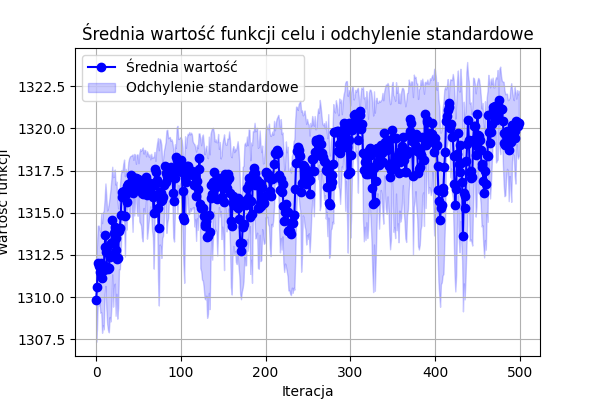 Średnia wartość funkcji celu i odchylenie standardowe
Średnia wartość
Odchylenie standardowe
1322.5
1320.0
1317.5
1315.0
1312.5
1310.0
1307.5
Wartość funkcji
0 100 200 300 400 500
Iteracja